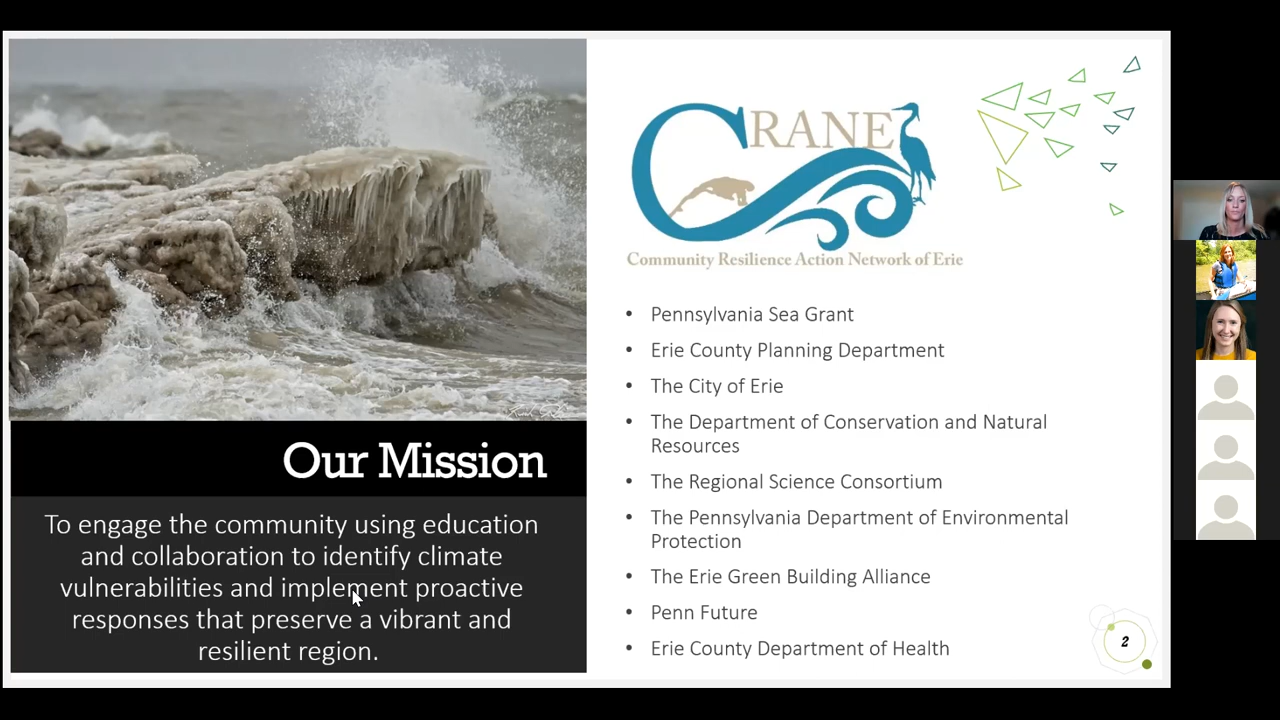 Our Mission
To engage the community using education
and collaboration to identify climate
vulnerabilities and implement proactive
responses that preserve a vibrant and
resilient region.
CRANE
Community Resilience Action Network of Erie
• Pennsylvania Sea Grant
• Erie County Planning Department
• The City of Erie
• The Department of Conservation and Natural
Resources
• The Regional Science Consortium
• The Pennsylvania Department of Environmental
Protection
• The Erie Green Building Alliance
• Penn Future
• Erie County Department of Health
2